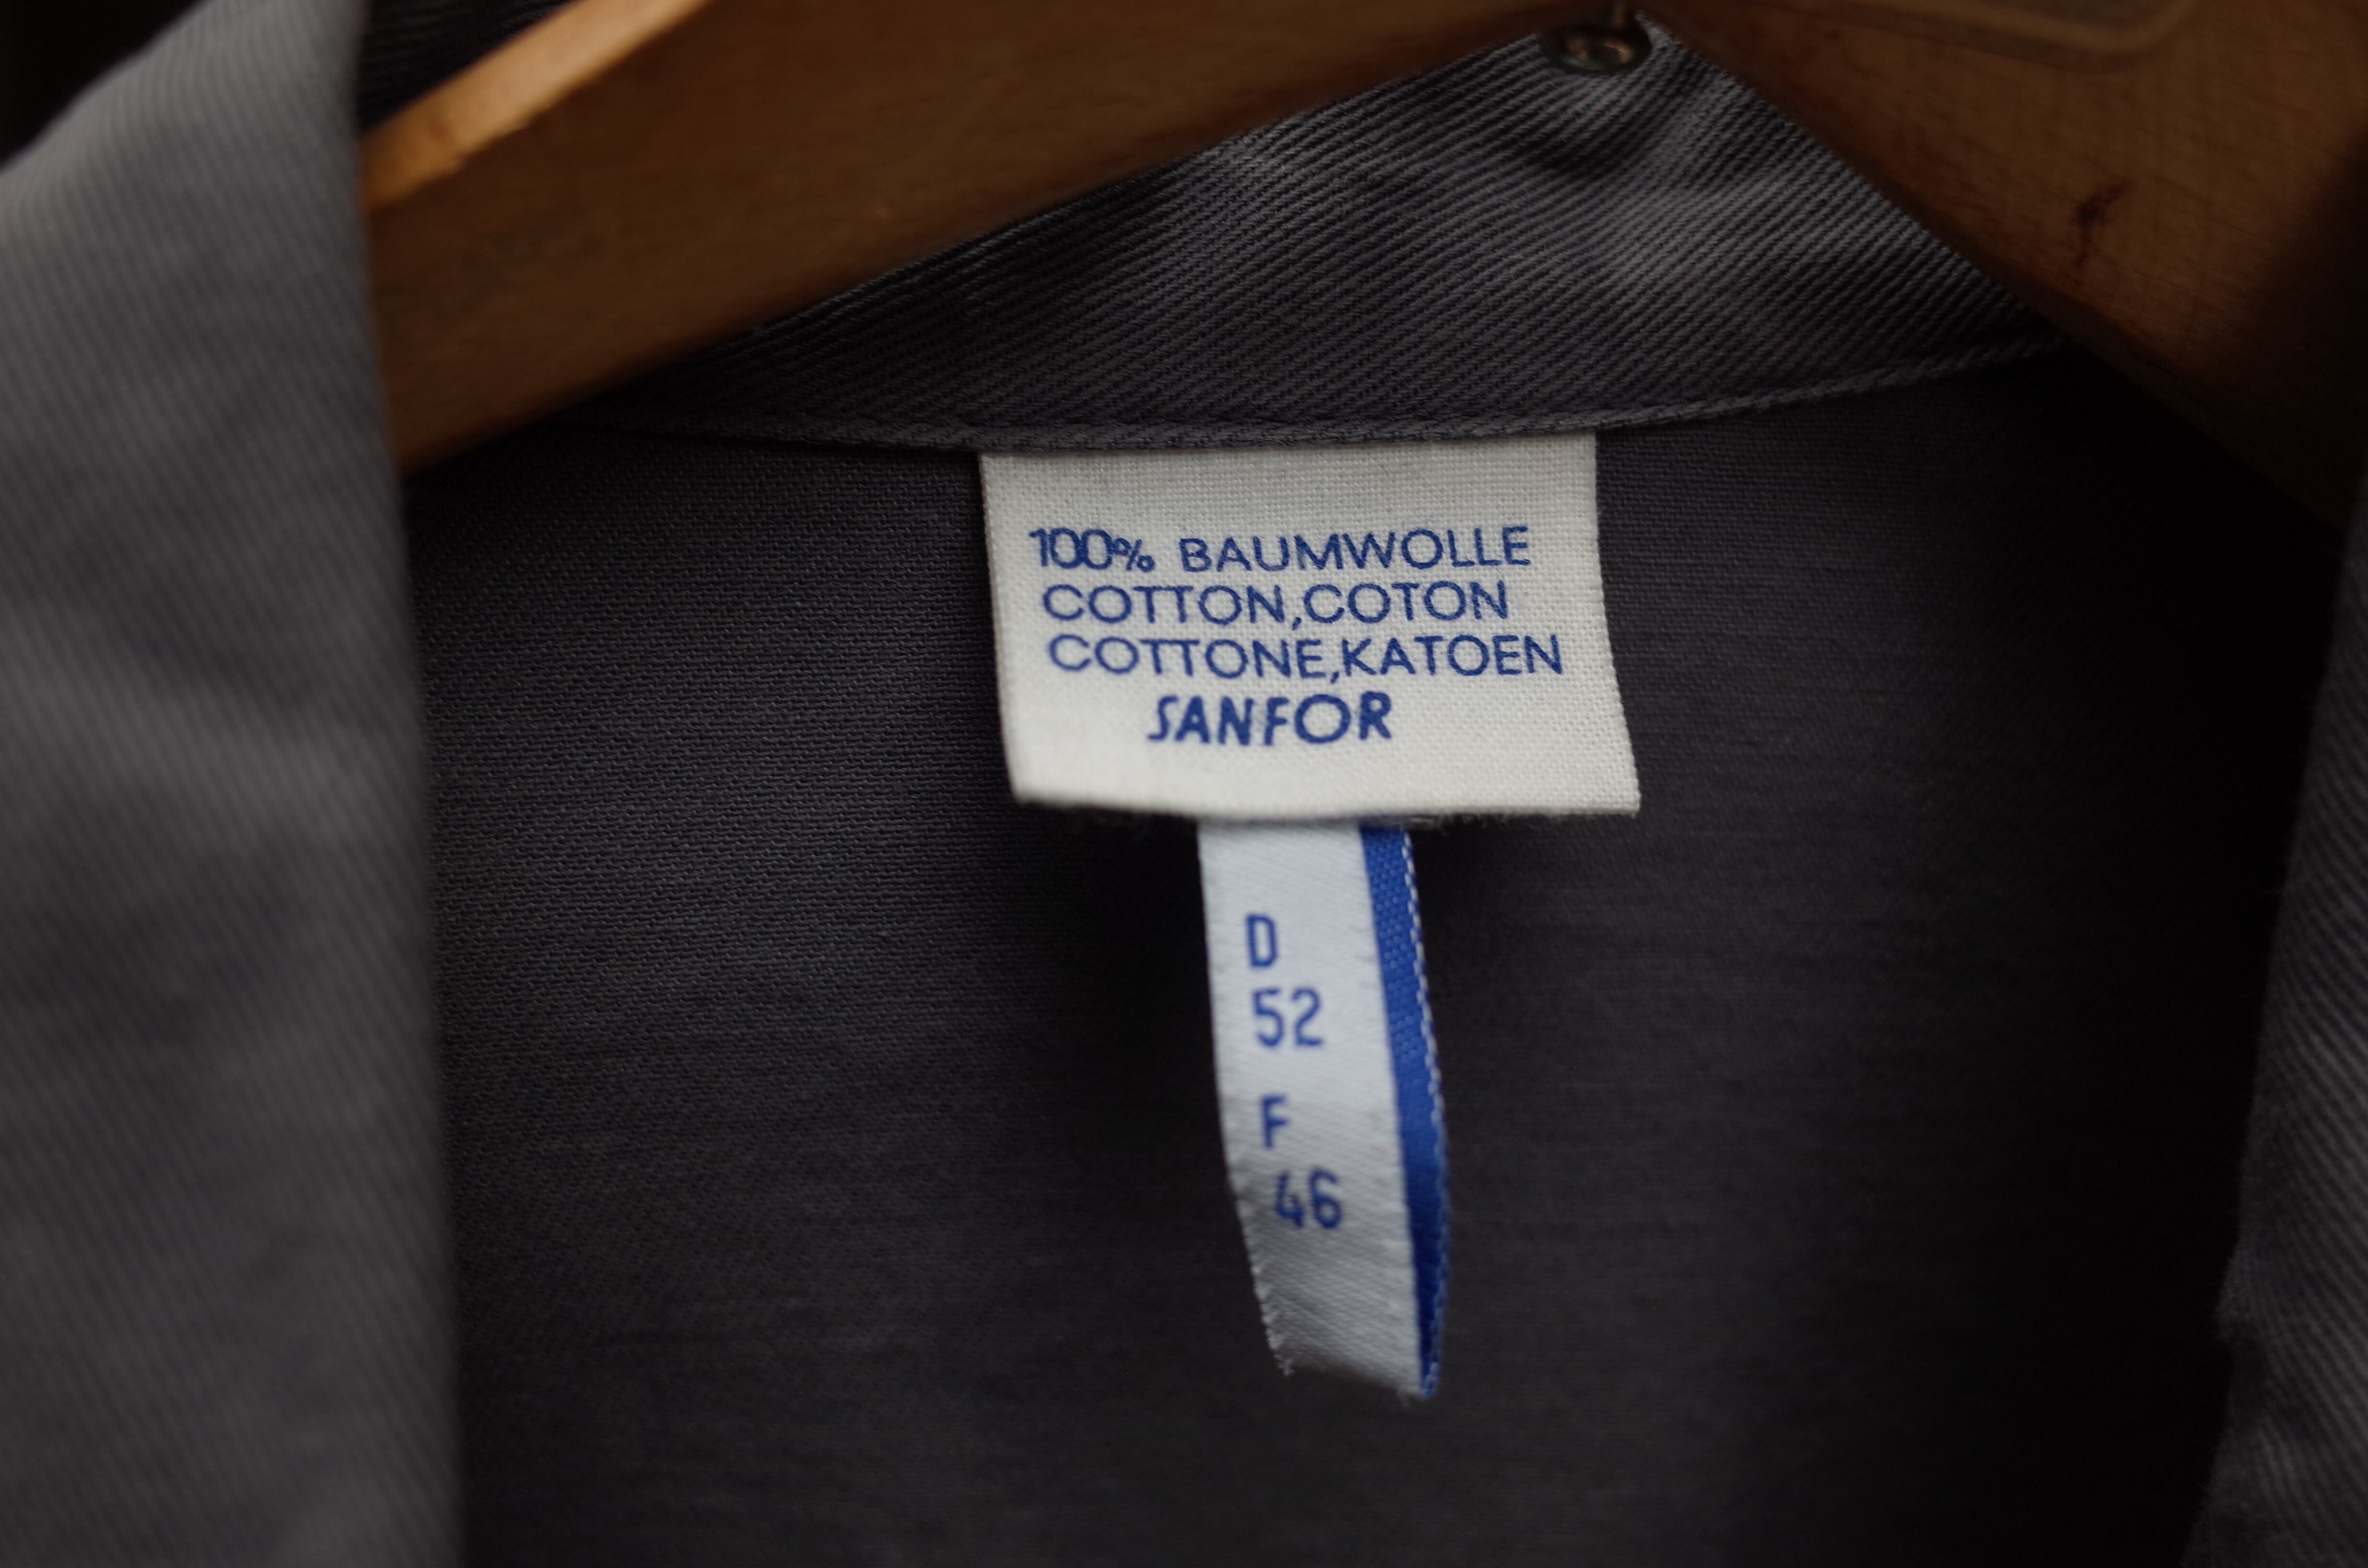 100% BAUMWOLLE
COTTON,COTON
COTTONE,KATOEN
SANFOR
D
52
F
46